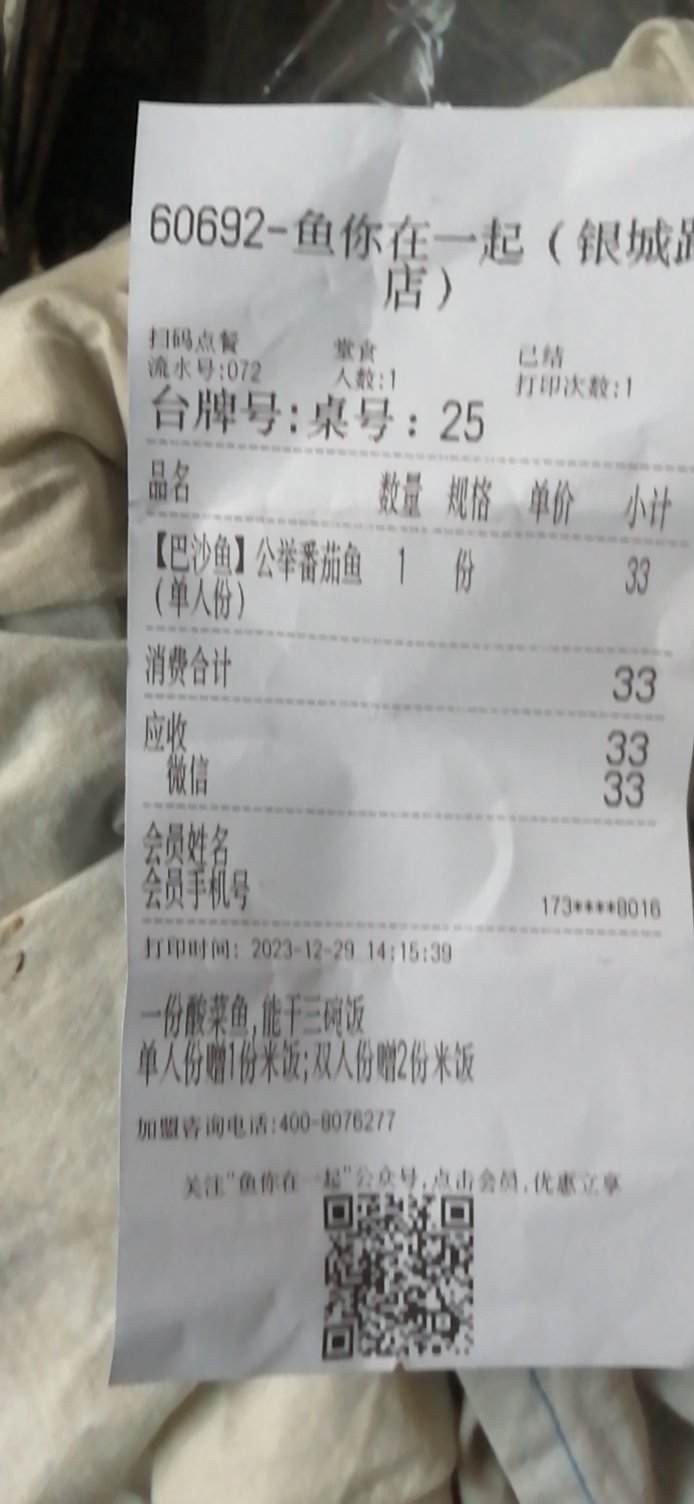 60692-鱼你在一起(银城路
店)
扫码点餐 堂食 已结
流水号:072 人数:1 打印次数:1
台牌号:桌号:25
品名 数量 规格 单价 小计
【巴沙鱼】公举番茄鱼 1 份 33
(单人份)
消费合计 33
应收 33
微信 33
会员姓名
会员手机号 173****8016
打印时间: 2023-12-29 14:15:39
一份酸菜鱼,能干三碗饭
单人份赠1份米饭;双人份赠2份米饭
加盟咨询电话:400-8076277
关注"鱼你在一起"公众号,点击会员,优惠立享